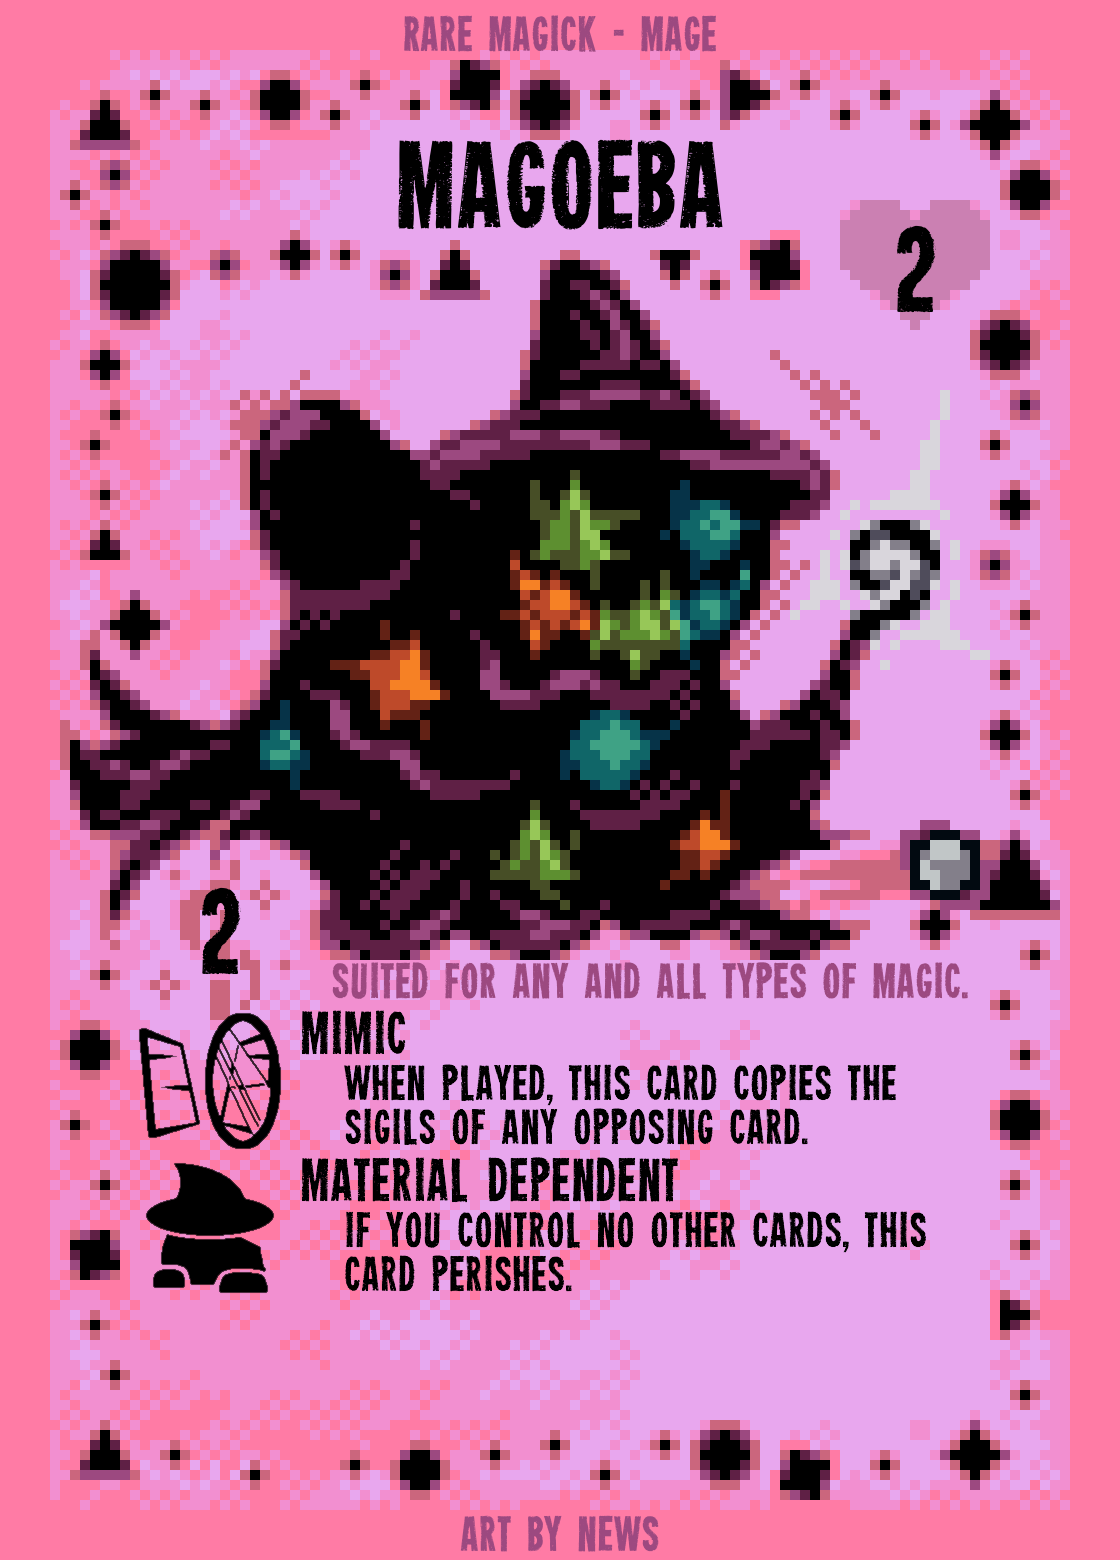 RARE MAGICK - MAGE
MAGOEBA
2
2
SUITED FOR ANY AND ALL TYPES OF MAGIC.
MIMIC
WHEN PLAYED, THIS CARD COPIES THE
SIGILS OF ANY OPPOSING CARD.
MATERIAL DEPENDENT
IF YOU CONTROL NO OTHER CARDS, THIS
CARD PERISHES.
ART BY NEWS